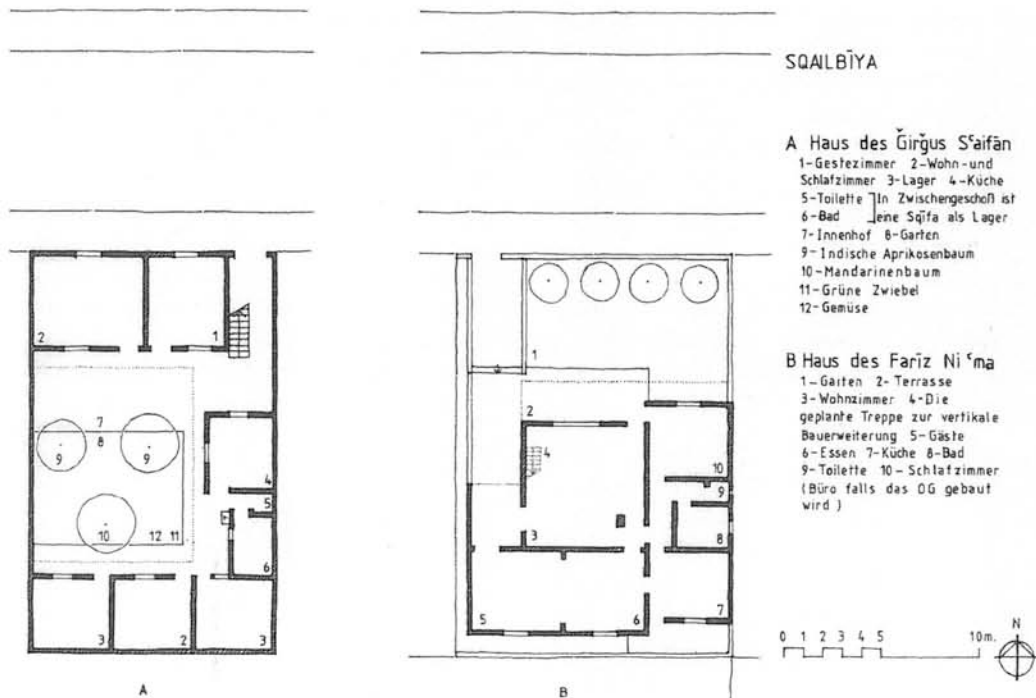 SQAILBĪYA
A Haus des Ǧirǧus Sʿaifān
1-Gestezimmer 2-Wohn-und
Schlafzimmer 3-Lager 4-Küche
5-Toilette ] In Zwischengeschoß ist
6-Bad ] eine Sqīfa als Lager
7- Innenhof 8-Garten
9- Indische Aprikosenbaum
10-Mandarinenbaum
11-Grüne Zwiebel
12-Gemüse
B Haus des Farīz Ni ʿma
1-Garten 2- Terrasse
3-Wohnzimmer 4-Die
geplante Treppe zur vertikale
Bauerweiterung 5-Gäste
6-Essen 7-Küche 8-Bad
9-Toilette 10-Schlafzimmer
(Büro falls das OG gebaut
wird )
2
1
7
8
9
9
4
5
10
12
11
6
3
2
3
A
1
2
4
10
9
3
8
5
6
7
B
0 1 2 3 4 5 10m.
N